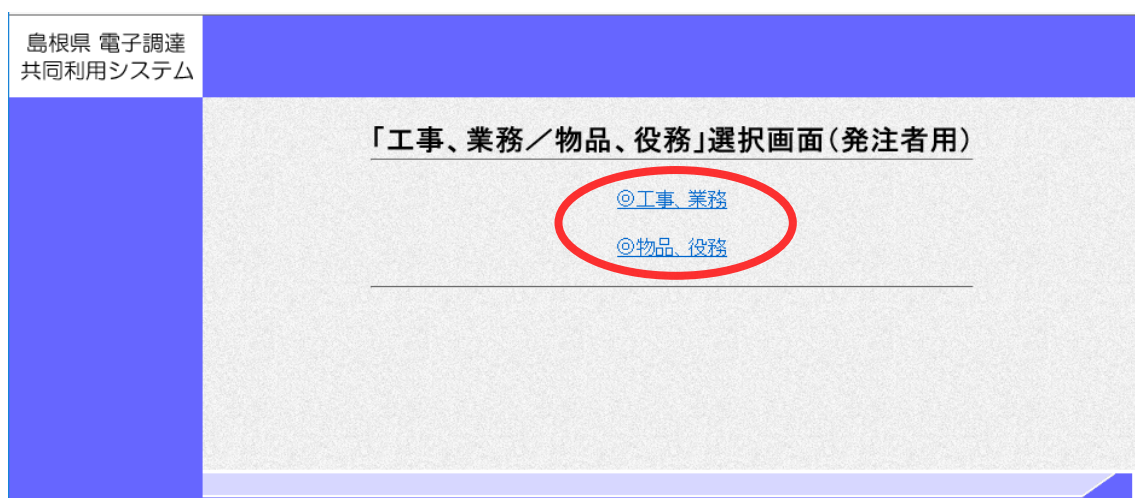 島根県 電子調達
共同利用システム
「工事、業務／物品、役務」選択画面(発注者用)
◎工事、業務
◎物品、役務